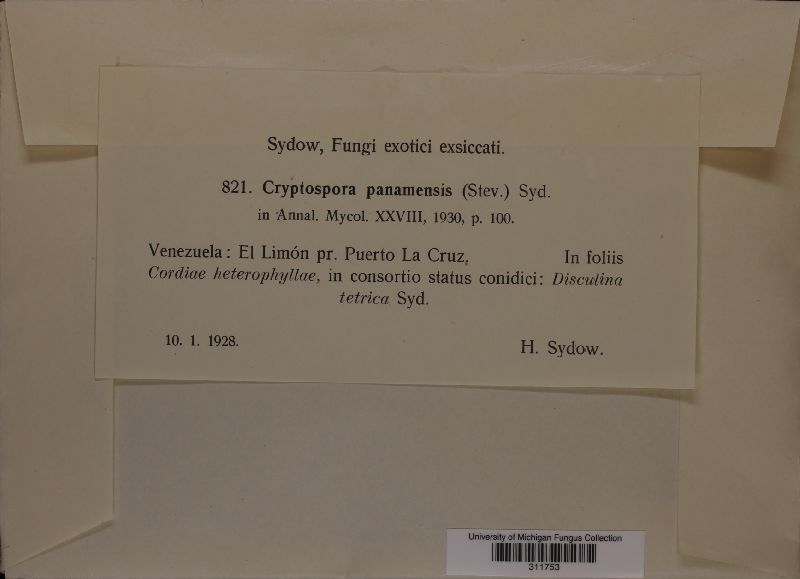 Sydow, Fungi exotici exsiccati.
821. Cryptospora panamensis (Stev.) Syd.
in Annal. Mycol. XXVIII, 1930, p. 100.
Venezuela: El Limón pr. Puerto La Cruz, In foliis
Cordiae heterophyllae, in consortio status conidici: Disculina
tetrica Syd.
10. 1. 1928. H. Sydow.
University of Michigan Fungus Collection
311753